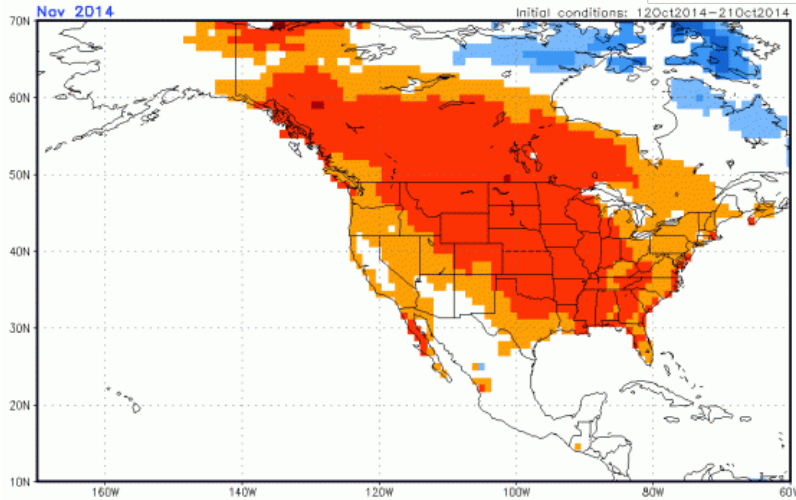 Nov 2014 Initial conditions: 12Oct2014-21Oct2014
70N
60N
50N
40N
30N
20N
10N
160W 140W 120W 100W 80W 60W